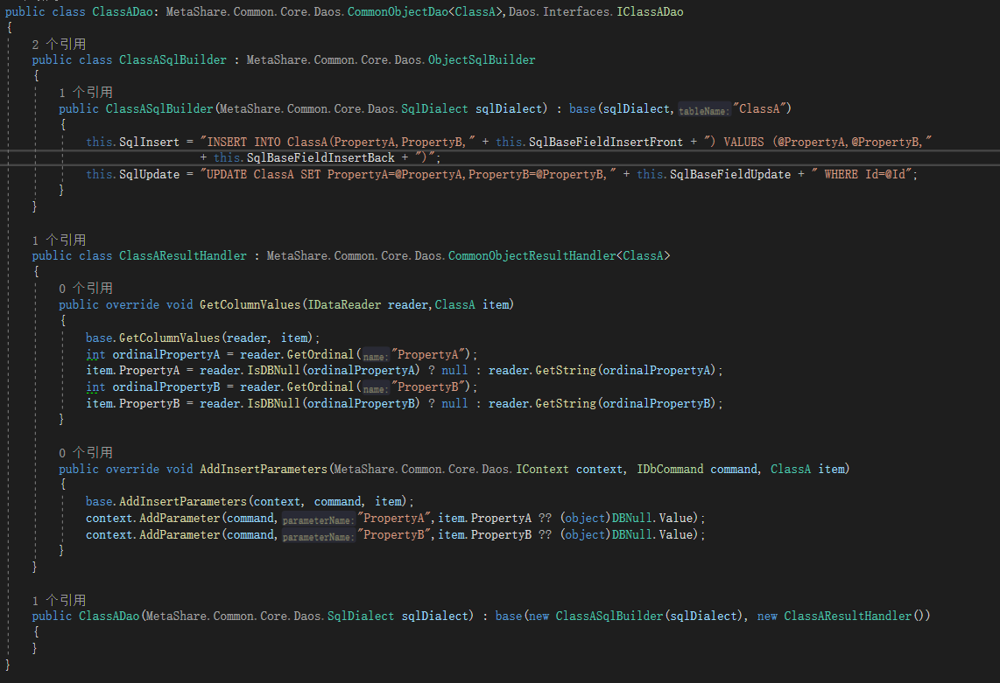 public class ClassADao: MetaShare.Common.Core.Daos.CommonObjectDao<ClassA>,Daos.Interfaces.IClassADao
{
2 个引用
public class ClassASqlBuilder : MetaShare.Common.Core.Daos.ObjectSqlBuilder
{
1 个引用
public ClassASqlBuilder(MetaShare.Common.Core.Daos.SqlDialect sqlDialect) : base(sqlDialect, tableName: "ClassA")
{
this.SqlInsert = "INSERT INTO ClassA(PropertyA,PropertyB," + this.SqlBaseFieldInsertFront + ") VALUES (@PropertyA,@PropertyB,"
+ this.SqlBaseFieldInsertBack + ")";
this.SqlUpdate = "UPDATE ClassA SET PropertyA=@PropertyA,PropertyB=@PropertyB," + this.SqlBaseFieldUpdate + " WHERE Id=@Id";
}
}
1 个引用
public class ClassAResultHandler : MetaShare.Common.Core.Daos.CommonObjectResultHandler<ClassA>
{
0 个引用
public override void GetColumnValues(IDataReader reader,ClassA item)
{
base.GetColumnValues(reader, item);
int ordinalPropertyA = reader.GetOrdinal( name: "PropertyA");
item.PropertyA = reader.IsDBNull(ordinalPropertyA) ? null : reader.GetString(ordinalPropertyA);
int ordinalPropertyB = reader.GetOrdinal( name: "PropertyB");
item.PropertyB = reader.IsDBNull(ordinalPropertyB) ? null : reader.GetString(ordinalPropertyB);
}
0 个引用
public override void AddInsertParameters(MetaShare.Common.Core.Daos.IContext context, IDbCommand command, ClassA item)
{
base.AddInsertParameters(context, command, item);
context.AddParameter(command, parameterName: "PropertyA",item.PropertyA ?? (object)DBNull.Value);
context.AddParameter(command, parameterName: "PropertyB",item.PropertyB ?? (object)DBNull.Value);
}
}
1 个引用
public ClassADao(MetaShare.Common.Core.Daos.SqlDialect sqlDialect) : base(new ClassASqlBuilder(sqlDialect), new ClassAResultHandler())
{
}
}